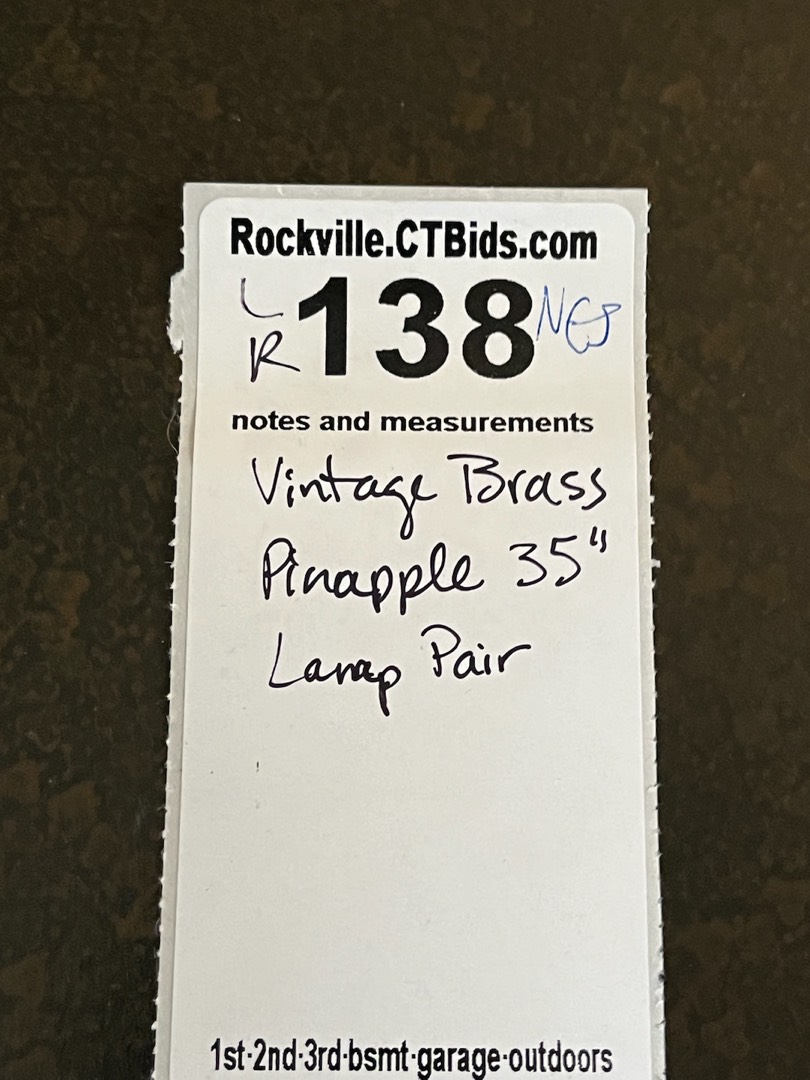 Rockville.CTBids.com
L
R 138
notes and measurements
Vintage Brass
Pinapple 35"
Lamp Pair
1st·2nd·3rd·bsmt·garage·outdoors